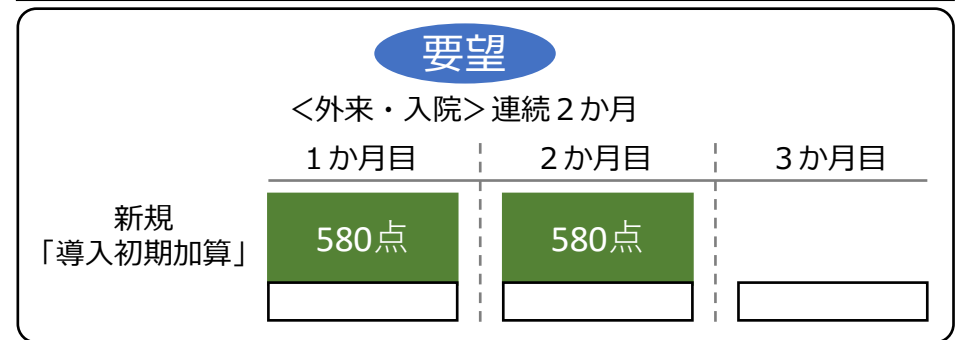 要望
<外来・入院>連続２か月
１か月目
２か月目
３か月目
新規
「導入初期加算」
580点
580点